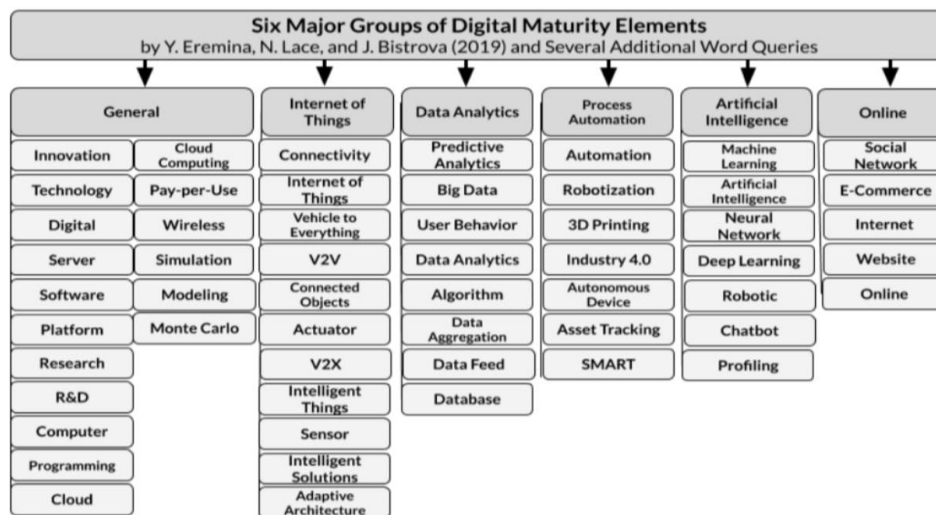 Six Major Groups of Digital Maturity Elements
by Y. Eremina, N. Lace, and J. Bistrova (2019) and Several Additional Word Queries
General
Innovation
Technology
Digital
Server
Software
Platform
Research
R&D
Computer
Programming
Cloud
Cloud
Computing
Pay-per-Use
Wireless
Simulation
Modeling
Monte Carlo
Internet of
Things
Connectivity
Internet of
Things
Vehicle to
Everything
V2V
Connected
Objects
Actuator
V2X
Intelligent
Things
Sensor
Intelligent
Solutions
Adaptive
Architecture
Data Analytics
Predictive
Analytics
Big Data
User Behavior
Data Analytics
Algorithm
Data
Aggregation
Data Feed
Database
Process
Automation
Automation
Robotization
3D Printing
Industry 4.0
Autonomous
Device
Asset Tracking
SMART
Artificial
Intelligence
Machine
Learning
Artificial
Intelligence
Neural
Network
Deep Learning
Robotic
Chatbot
Profiling
Online
Social
Network
E-Commerce
Internet
Website
Online